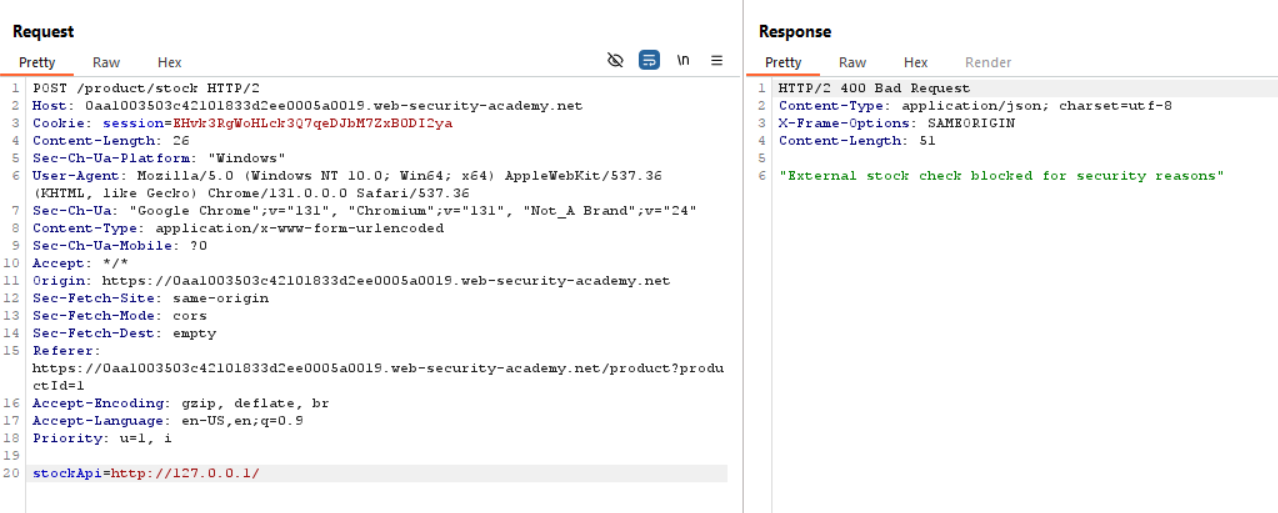 Request
Pretty Raw Hex \n
1 POST /product/stock HTTP/2
2 Host: 0aa1003503c42101833d2ee0005a0019.web-security-academy.net
3 Cookie: session=EHvk3RgWoHLck3Q7qeDJbM7ZxB0DI2ya
4 Content-Length: 26
5 Sec-Ch-Ua-Platform: "Windows"
6 User-Agent: Mozilla/5.0 (Windows NT 10.0; Win64; x64) AppleWebKit/537.36
(KHTML, like Gecko) Chrome/131.0.0.0 Safari/537.36
7 Sec-Ch-Ua: "Google Chrome";v="131", "Chromium";v="131", "Not_A Brand";v="24"
8 Content-Type: application/x-www-form-urlencoded
9 Sec-Ch-Ua-Mobile: ?0
10 Accept: */*
11 Origin: https://0aa1003503c42101833d2ee0005a0019.web-security-academy.net
12 Sec-Fetch-Site: same-origin
13 Sec-Fetch-Mode: cors
14 Sec-Fetch-Dest: empty
15 Referer:
https://0aa1003503c42101833d2ee0005a0019.web-security-academy.net/product?produ
ctId=1
16 Accept-Encoding: gzip, deflate, br
17 Accept-Language: en-US,en;q=0.9
18 Priority: u=1, i
19
20 stockApi=http://127.0.0.1/
Response
Pretty Raw Hex Render
1 HTTP/2 400 Bad Request
2 Content-Type: application/json; charset=utf-8
3 X-Frame-Options: SAMEORIGIN
4 Content-Length: 51
5
6 "External stock check blocked for security reasons"